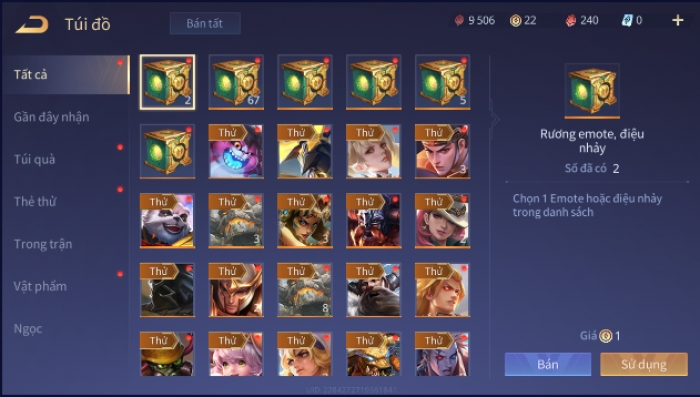 Túi đồ
Bán tất
9 506
22
240
0
+
Tất cả
Gần đây nhận
Túi quà
Thẻ thử
Trong trận
Vật phẩm
Ngọc
2
67
5
Thử
Thử
Thử
Thử
3
Thử
Thử
3
Thử
3
Thử
Thử
4
Thử
Thử
Thử
8
Thử
Thử
Thử
Thử
Thử
Thử
Thử
Rương emote, điệu
nhảy
Số đã có 2
Chọn 1 Emote hoặc điệu nhảy
trong danh sách
Giá 1
Bán
Sử dụng